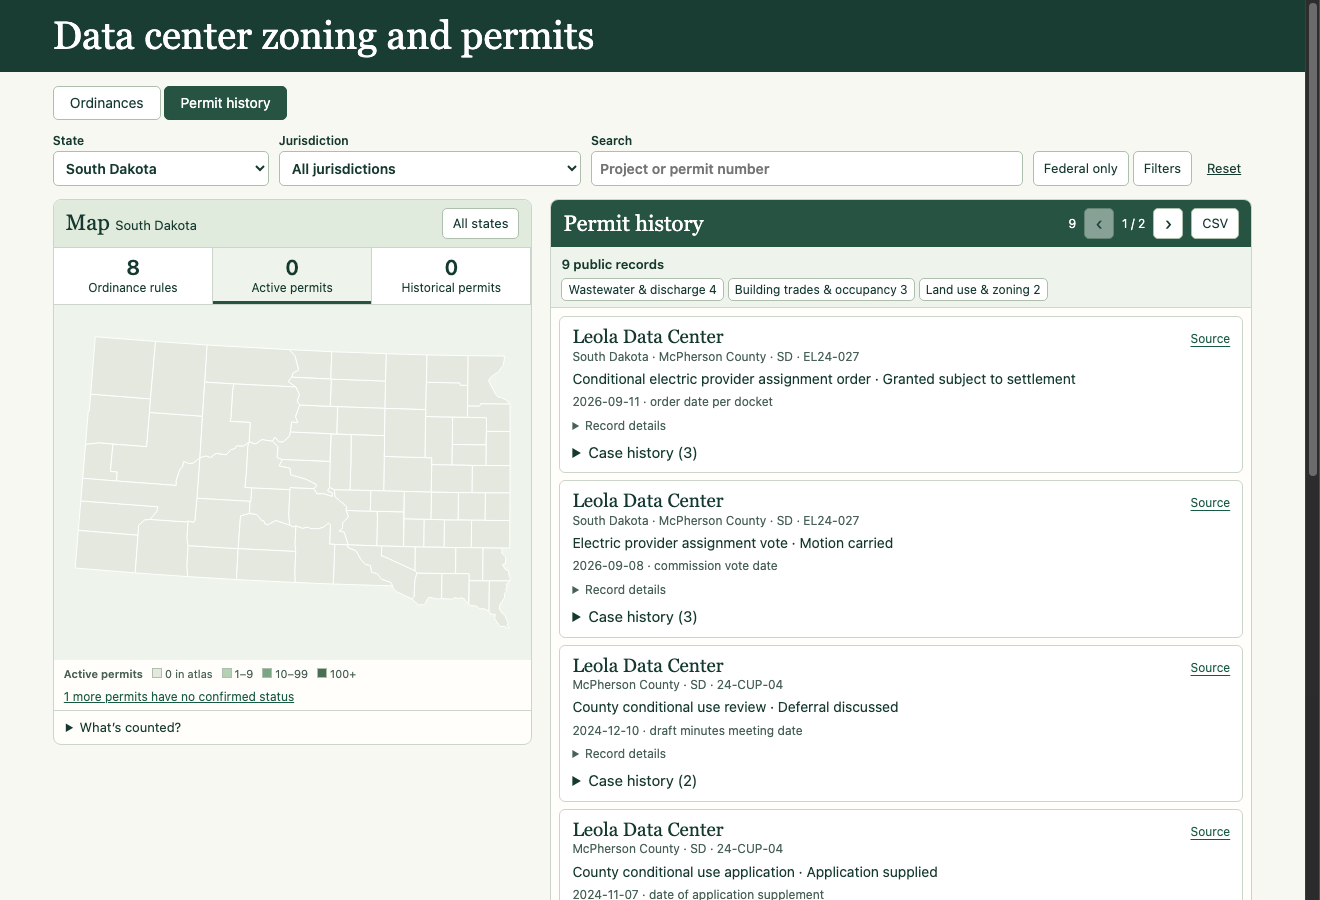 Data center zoning and permits
Ordinances
Permit history
State
Jurisdiction
Search
South Dakota
All jurisdictions
Project or permit number
Federal only
Filters
Reset
Map South Dakota
All states
8
Ordinance rules
0
Active permits
0
Historical permits
Active permits 0 in atlas 1–9 10–99 100+
1 more permits have no confirmed status
▶ What's counted?
Permit history
9 ‹ 1 / 2 › CSV
9 public records
Wastewater & discharge 4
Building trades & occupancy 3
Land use & zoning 2
Leola Data Center
Source
South Dakota · McPherson County · SD · EL24-027
Conditional electric provider assignment order · Granted subject to settlement
2026-09-11 · order date per docket
▶ Record details
▶ Case history (3)
Leola Data Center
Source
South Dakota · McPherson County · SD · EL24-027
Electric provider assignment vote · Motion carried
2026-09-08 · commission vote date
▶ Record details
▶ Case history (3)
Leola Data Center
Source
McPherson County · SD · 24-CUP-04
County conditional use review · Deferral discussed
2024-12-10 · draft minutes meeting date
▶ Record details
▶ Case history (2)
Leola Data Center
Source
McPherson County · SD · 24-CUP-04
County conditional use application · Application supplied
2024-11-07 · date of application supplement